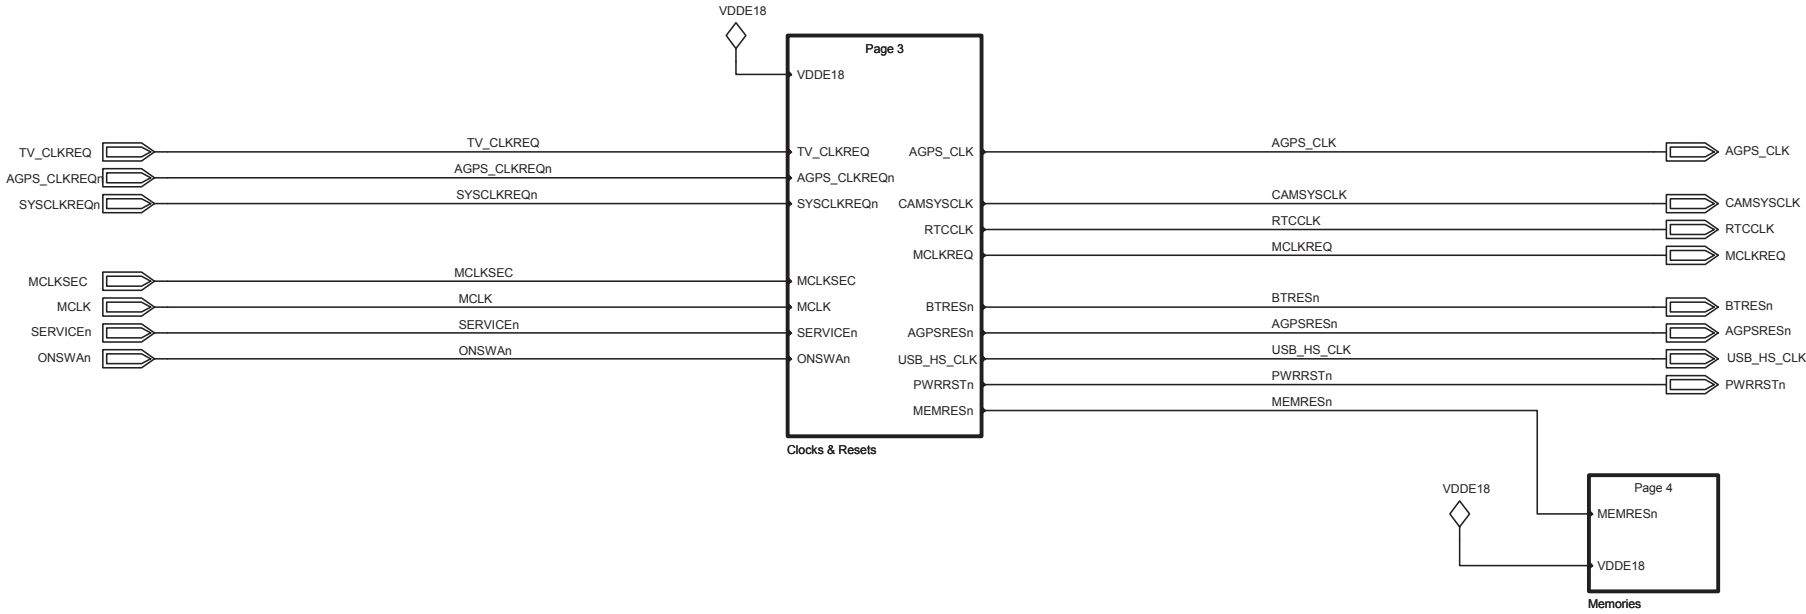 VDDE18
Page 3
VDDE18
TV_CLKREQ
TV_CLKREQ
TV_CLKREQ
AGPS_CLK
AGPS_CLK
AGPS_CLK
AGPS_CLKREQn
AGPS_CLKREQn
AGPS_CLKREQn
SYSCLKREQn
SYSCLKREQn
SYSCLKREQn
CAMSYSCLK
CAMSYSCLK
CAMSYSCLK
RTCCLK
RTCCLK
RTCCLK
MCLKREQ
MCLKREQ
MCLKREQ
MCLKSEC
MCLKSEC
MCLKSEC
MCLK
MCLK
MCLK
BTRESn
BTRESn
BTRESn
SERVICEn
SERVICEn
SERVICEn
AGPSRESn
AGPSRESn
AGPSRESn
ONSWAn
ONSWAn
ONSWAn
USB_HS_CLK
USB_HS_CLK
USB_HS_CLK
PWRRSTn
PWRRSTn
PWRRSTn
MEMRESn
MEMRESn
Clocks & Resets
VDDE18
Page 4
MEMRESn
VDDE18
Memories